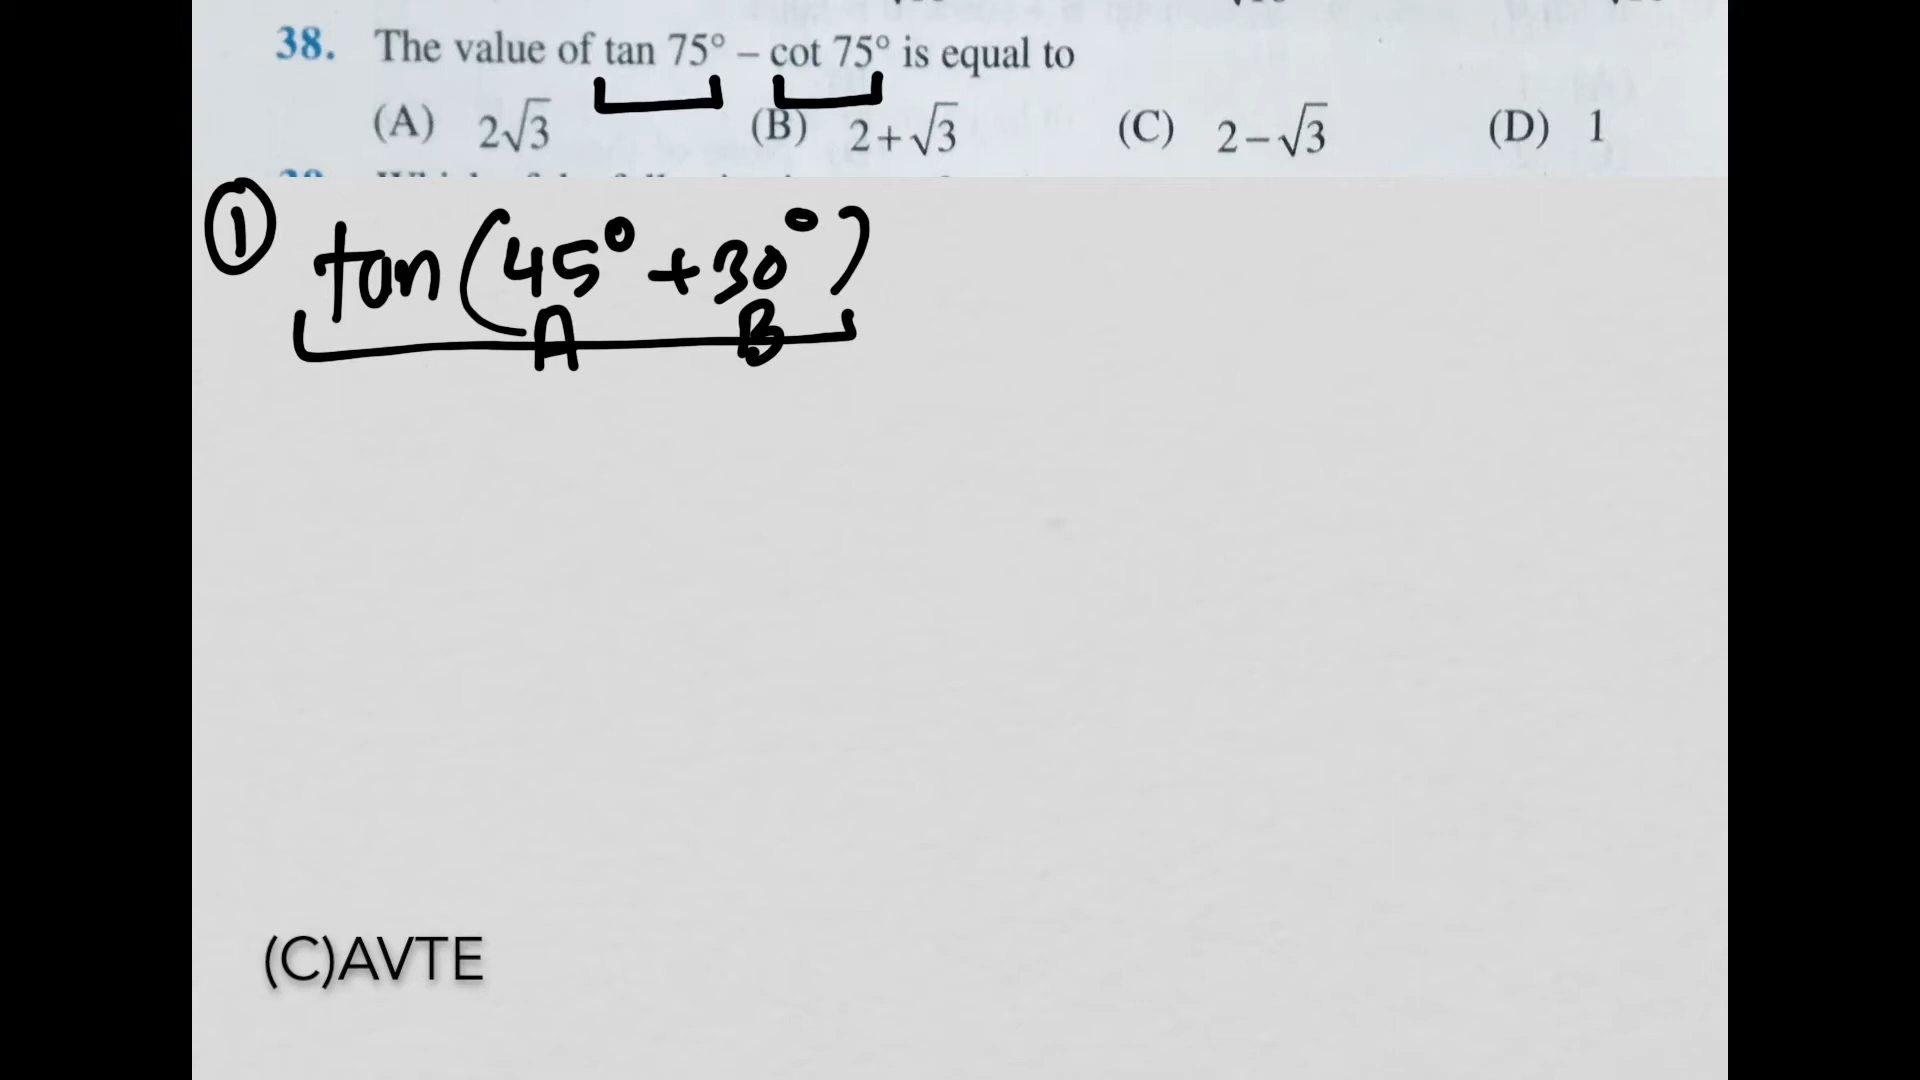 38. The value of tan 75° – cot 75° is equal to
(A) 2√3 (B) 2+√3 (C) 2–√3 (D) 1
① tan(45°+30°)
A B
(C)AVTE